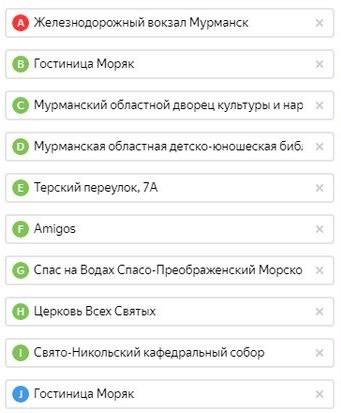 A Железнодорожный вокзал Мурманск ×
B Гостиница Моряк ×
C Мурманский областной дворец культуры и нар ×
D Мурманская областная детско-юношеская биб ×
E Терский переулок, 7А ×
F Amigos ×
G Спас на Водах Спасо-Преображенский Морско ×
H Церковь Всех Святых ×
I Свято-Никольский кафедральный собор ×
J Гостиница Моряк ×